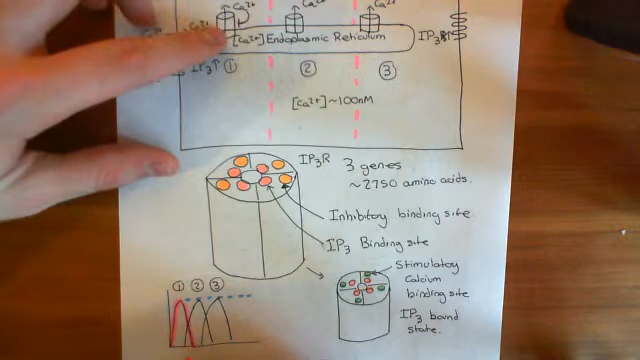 Ca²⁺ Ca²⁺ Ca²⁺
[Ca²⁺] Endoplasmic Reticulum
IP₃R↑
IP₃↑ ① ② ③
[Ca²⁺] ~100nM
IP₃R 3 genes
~2750 amino acids.
Inhibitory binding site
IP₃ Binding site
Stimulatory
Calcium
binding site
IP₃ bound
state.
① ② ③